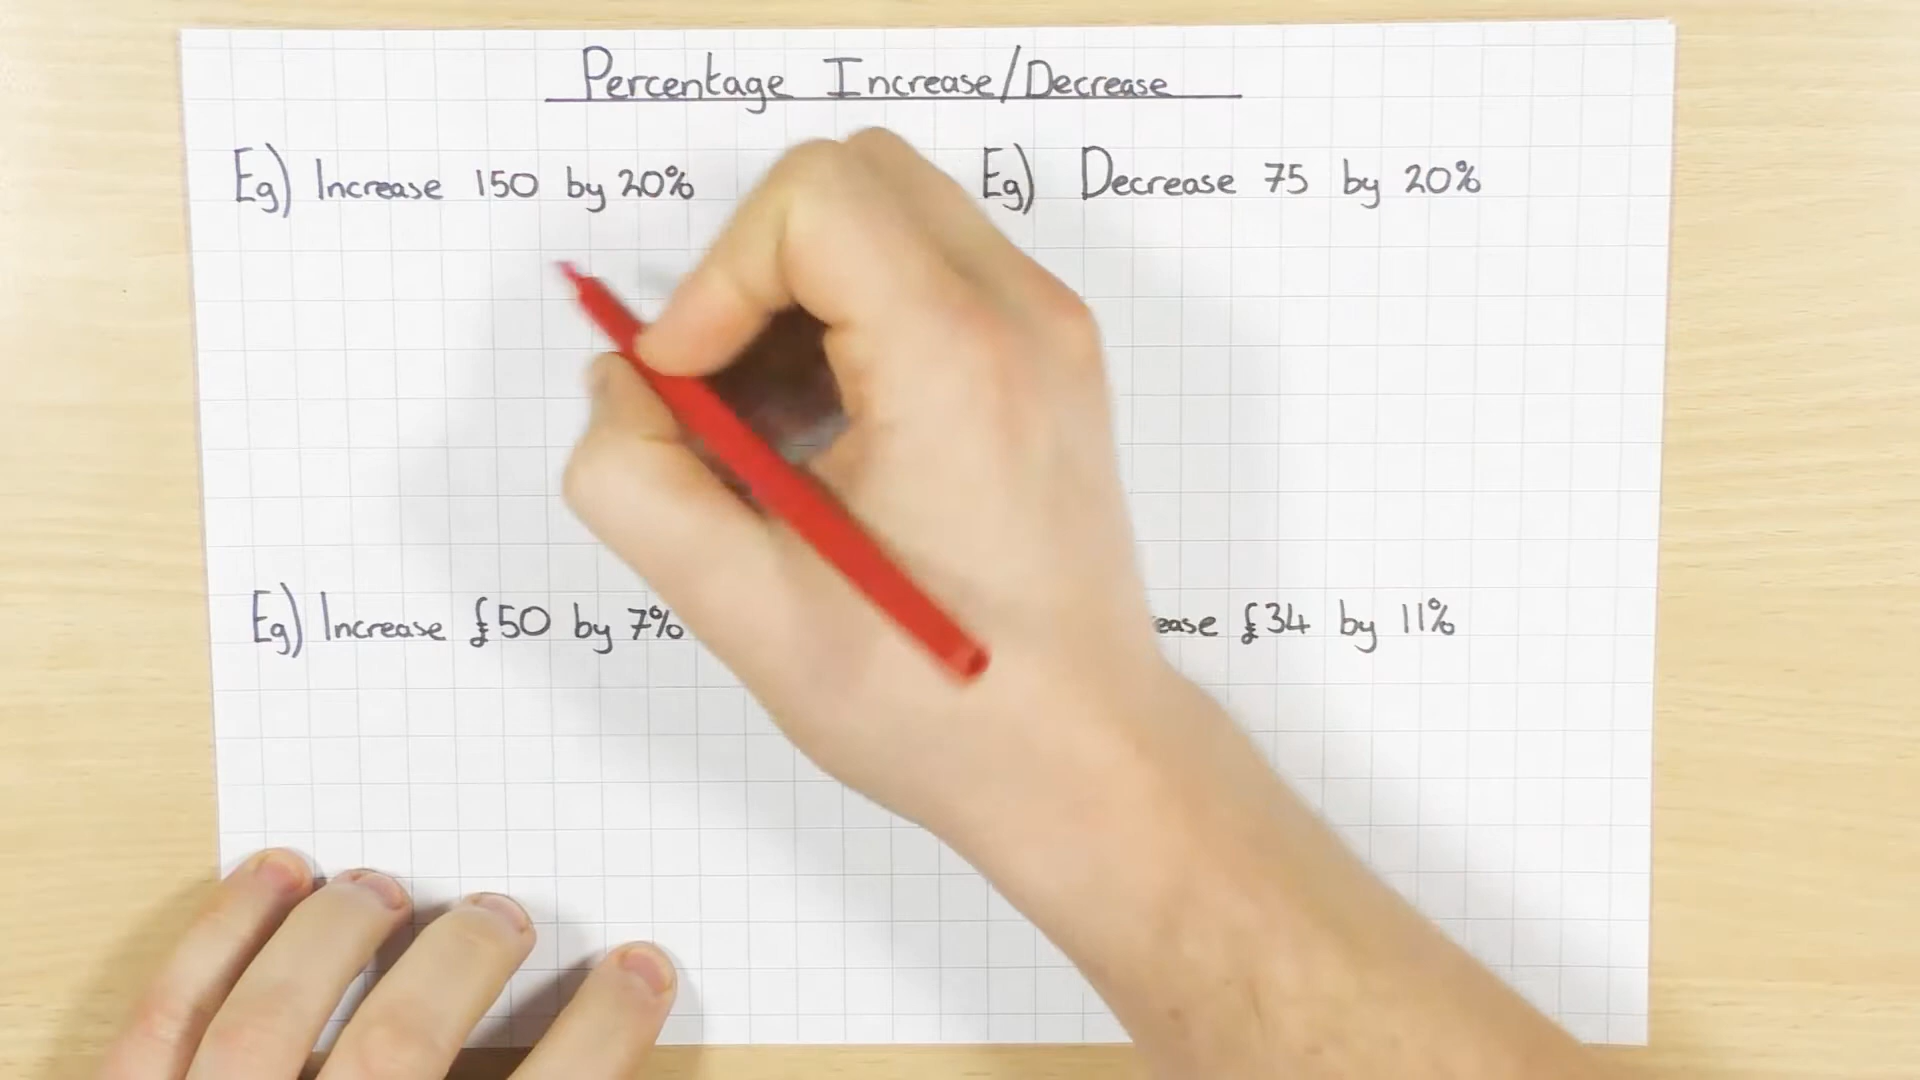 Percentage Increase/Decrease
Eg) Increase 150 by 20%
Eg) Decrease 75 by 20%
Eg) Increase £50 by 7%
£34 by 11%